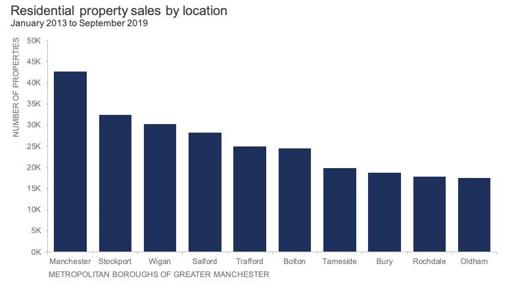 Residential property sales by location
January 2013 to September 2019
NUMBER OF PROPERTIES
50K
45K
40K
35K
30K
25K
20K
15K
10K
5K
0K
Manchester Stockport Wigan Salford Trafford Bolton Tameside Bury Rochdale Oldham
METROPOLITAN BOROUGHS OF GREATER MANCHESTER